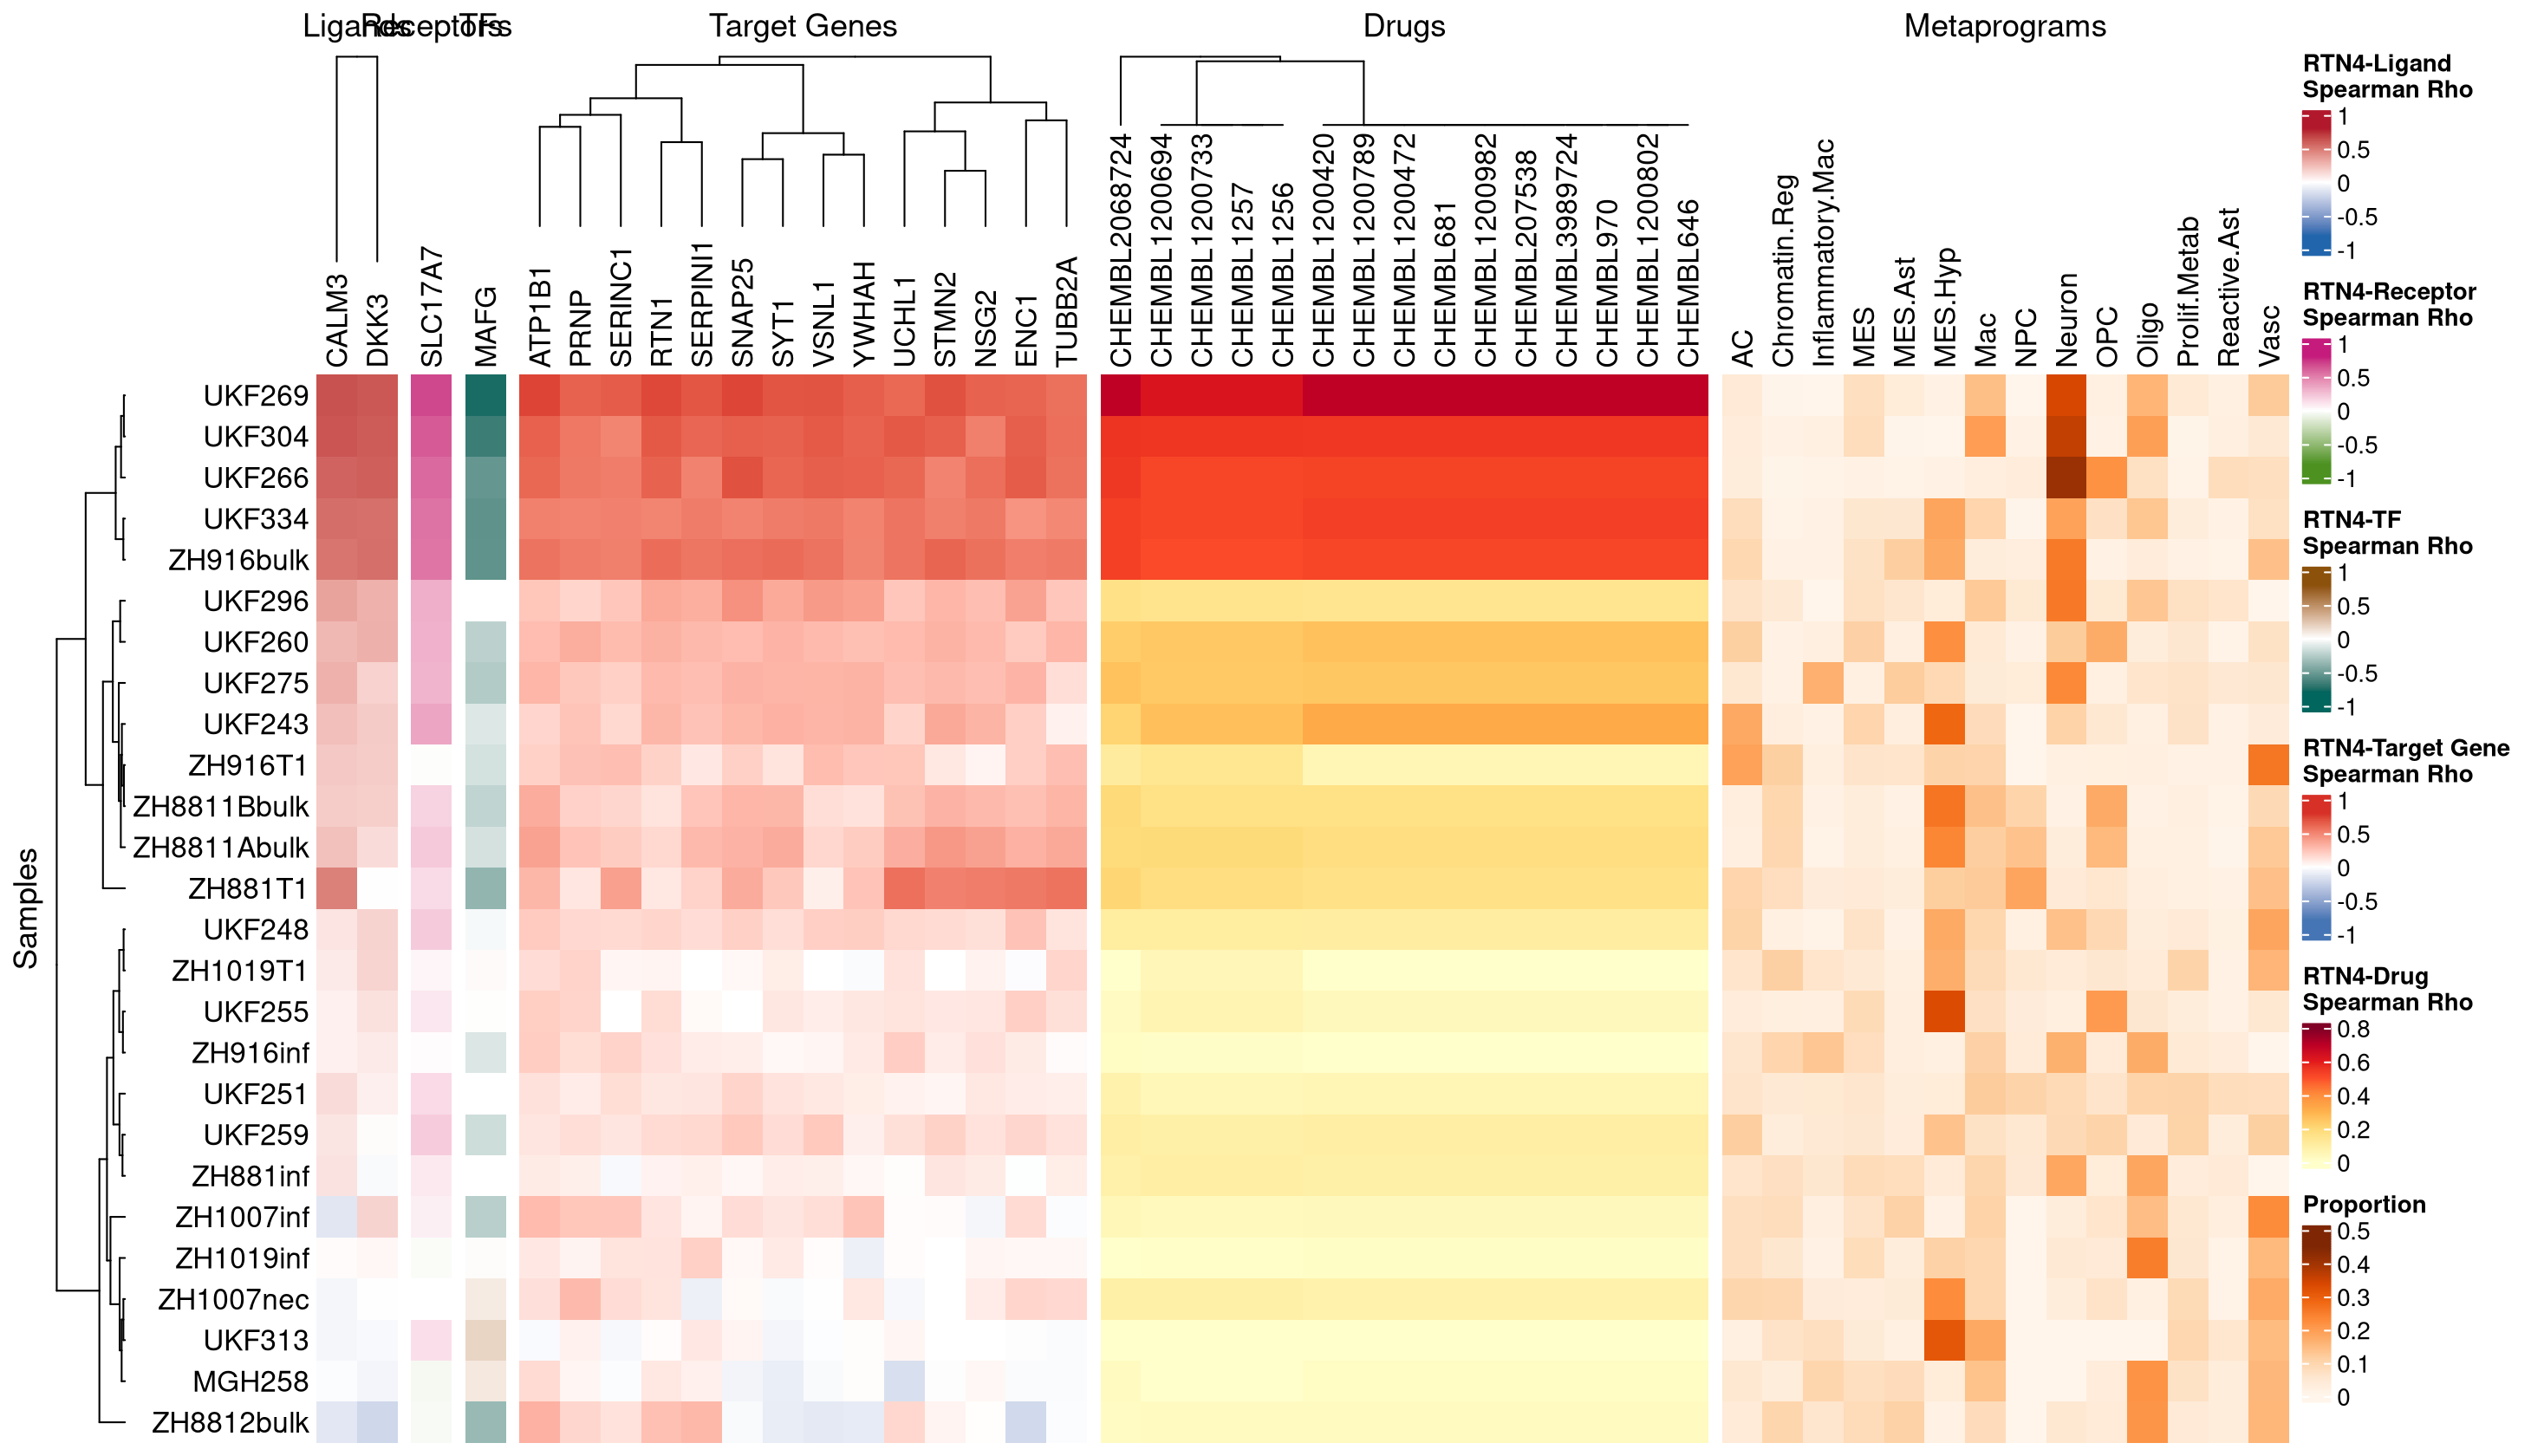 Ligands Receptors TFs Target Genes Drugs Metaprograms
CALM3
DKK3
SLC17A7
MAFG
ATP1B1
PRNP
SERINC1
RTN1
SERPINI1
SNAP25
SYT1
VSNL1
YWHAH
UCHL1
STMN2
NSG2
ENC1
TUBB2A
CHEMBL2068724
CHEMBL1200694
CHEMBL1200733
CHEMBL1257
CHEMBL1256
CHEMBL1200420
CHEMBL1200789
CHEMBL1200472
CHEMBL681
CHEMBL1200982
CHEMBL207538
CHEMBL3989724
CHEMBL970
CHEMBL1200802
CHEMBL646
AC
Chromatin.Reg
Inflammatory.Mac
MES
MES.Ast
MES.Hyp
Mac
NPC
Neuron
OPC
Oligo
Prolif.Metab
Reactive.Ast
Vasc
Samples
UKF269
UKF304
UKF266
UKF334
ZH916bulk
UKF296
UKF260
UKF275
UKF243
ZH916T1
ZH8811Bbulk
ZH8811Abulk
ZH881T1
UKF248
ZH1019T1
UKF255
ZH916inf
UKF251
UKF259
ZH881inf
ZH1007inf
ZH1019inf
ZH1007nec
UKF313
MGH258
ZH8812bulk
RTN4-Ligand
Spearman Rho
1
0.5
0
-0.5
-1
RTN4-Receptor
Spearman Rho
1
0.5
0
-0.5
-1
RTN4-TF
Spearman Rho
1
0.5
0
-0.5
-1
RTN4-Target Gene
Spearman Rho
1
0.5
0
-0.5
-1
RTN4-Drug
Spearman Rho
0.8
0.6
0.4
0.2
0
Proportion
0.5
0.4
0.3
0.2
0.1
0